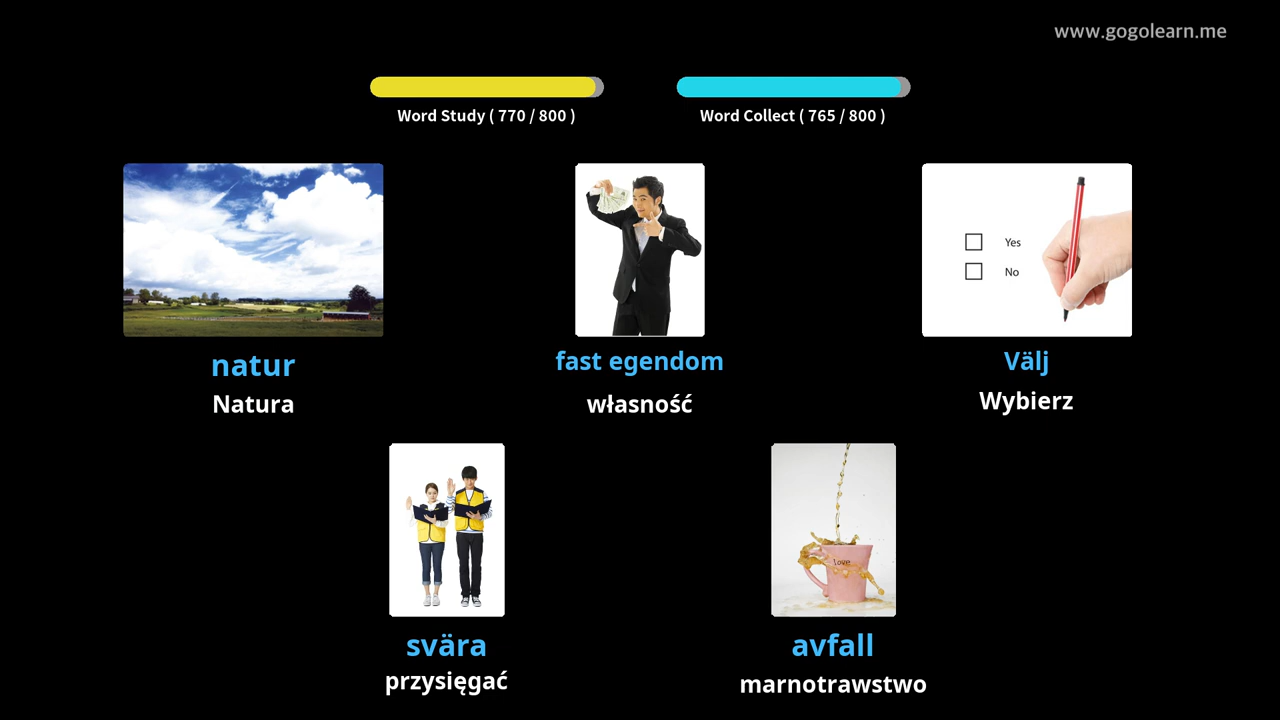 www.gogolearn.me
Word Study ( 770 / 800 )
Word Collect ( 765 / 800 )
Yes
No
natur
fast egendom
Välj
Natura
własność
Wybierz
love
svära
avfall
przysięgać
marnotrawstwo